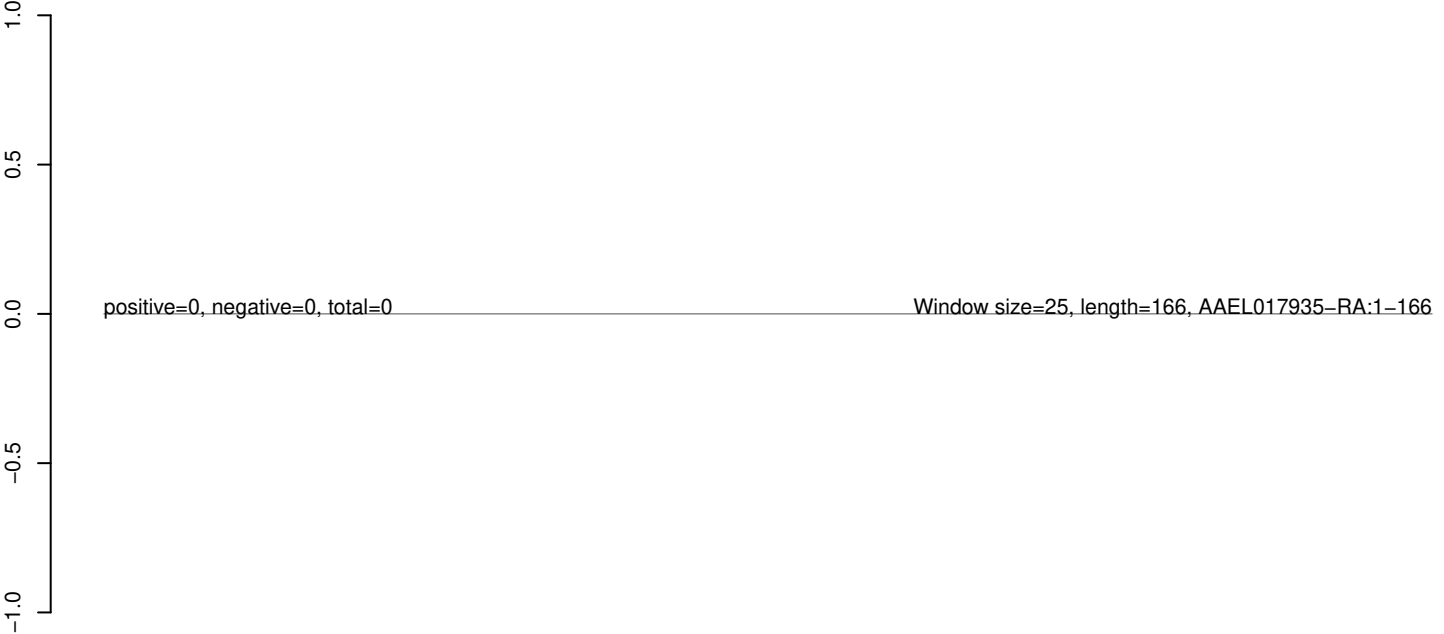 1.0
0.5
positive=0, negative=0, total=0
Window size=25, length=166, AAEL017935−RA:1−166
0.0
−0.5
−1.0